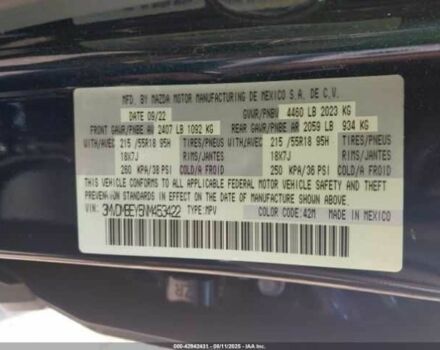 MFD. BY MAZDA MOTOR MANUFACTURING DE MEXICO S.A. DE C.V.
DATE 09/22 GVWR/PNBV 4460 LB 2023 KG
FRONT GAWR/PNBE AV 2407 LB 1092 KG REAR GAWR/PNBE AR 2059 LB 934 KG
WITH/AVEC 215/55R18 95H TIRES/PNEUS WITH/AVEC 215/55R18 95H TIRES/PNEUS
18X7J RIMS/JANTES 18X7J RIMS/JANTES
260 KPA/38 PSI COLD/A FROID 250 KPA/36 PSI COLD/A FROID
THIS VEHICLE CONFORMS TO ALL APPLICABLE FEDERAL MOTOR VEHICLE SAFETY AND THEFT
PREVENTION STANDARDS IN EFFECT ON THE DATE OF MANUFACTURE SHOWN ABOVE.
VIN: TYPE:MPV COLOR CODE:42M MADE IN MEXICO
000-42943431 - 08/11/2025 - IAA Inc.